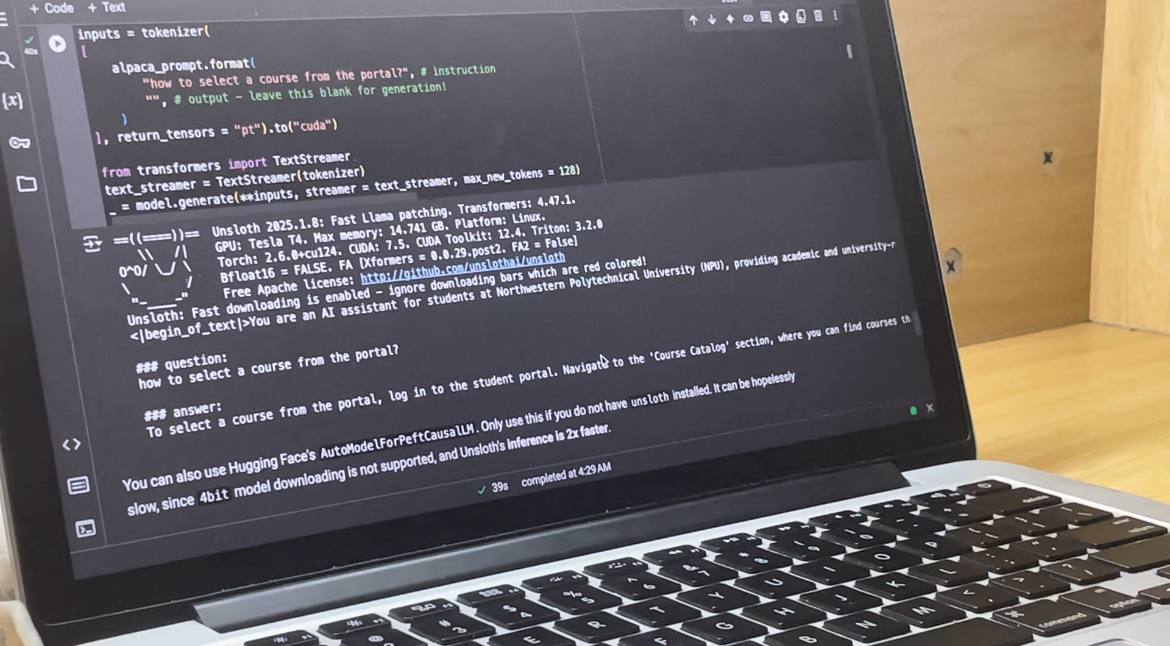 + Code + Text
inputs = tokenizer(
[
alpaca_prompt.format(
"how to select a course from the portal?", # instruction
"", # output - leave this blank for generation!
)
], return_tensors = "pt").to("cuda")
from transformers import TextStreamer
text_streamer = TextStreamer(tokenizer)
_ = model.generate(**inputs, streamer = text_streamer, max_new_tokens = 128)
==((====))== Unsloth 2025.1.8: Fast Llama patching. Transformers: 4.47.1.
\\ /| GPU: Tesla T4. Max memory: 14.741 GB. Platform: Linux.
O^O/ \_/ \ Torch: 2.6.0+cu124. CUDA: 7.5. CUDA Toolkit: 12.4. Triton: 3.2.0
\ / Bfloat16 = FALSE. FA [Xformers = 0.0.29.post2. FA2 = False]
"-____-" Free Apache license: http://github.com/unslothai/unsloth
Unsloth: Fast downloading is enabled - ignore downloading bars which are red colored!
<|begin_of_text|>You are an AI assistant for students at Northwestern Polytechnical University (NPU), providing academic and university-r
### question:
how to select a course from the portal?
### answer:
To select a course from the portal, log in to the student portal. Navigate to the 'Course Catalog' section, where you can find courses th
You can also use Hugging Face's AutoModelForPeftCausalLM. Only use this if you do not have unsloth installed. It can be hopelessly
slow, since 4bit model downloading is not supported, and Unsloth's inference is 2x faster.
39s completed at 4:29 AM
# 3 $ 4 % 5 ^ 6 & 7 * 8
E R T Y U I O P
F G H J K L
B N M
command option